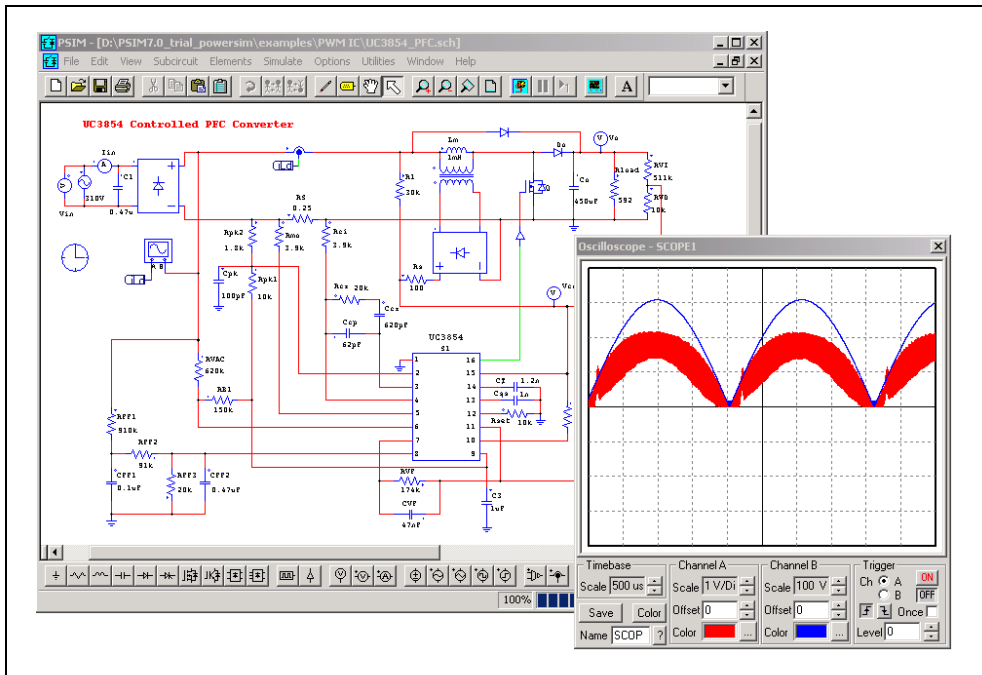 PSIM - [D:\PSIM7.0_trial_powersim\examples\PWM IC\UC3854_PFC.sch]
File Edit View Subcircuit Elements Simulate Options Utilities Window Help
A
UC3854 Controlled PFC Converter
Iin
A
V
Vin
310V
C1
0.47u
iLd
A B
iLd
Rpk2
1.8k
RS
0.25
Rmo
3.9k
Rci
3.9k
Cpk
100pf
Rpk1
10k
Rcz 20k
Ccz
620pf
Ccp
62pf
R1
30k
Lm
1mH
Rs
100
Q
Do
V
Vo
Co
450uf
Rload
592
RVI
511k
RVD
10k
V
UC3854
S1
1 16
2 15
3 14
4 13
5 12
6 11
7 10
8 9
Cf 1.2n
Css 1n
Rset 10k
RVAC
620k
RB1
150k
Rff1
910k
Rff2
91k
Cff1
0.1uf
Rff3
20k
Cff2
0.47uf
RVf
174k
CVf
47nf
C3
1uf
100%
Oscilloscope - SCOPE1
Timebase
Scale 500 us
Save Color
Name SCOP ?
Channel A
Scale 1 V/Di
Offset 0
Color ...
Channel B
Scale 100 V
Offset 0
Color ...
Trigger
Ch A ON
B OFF
Once
Level 0